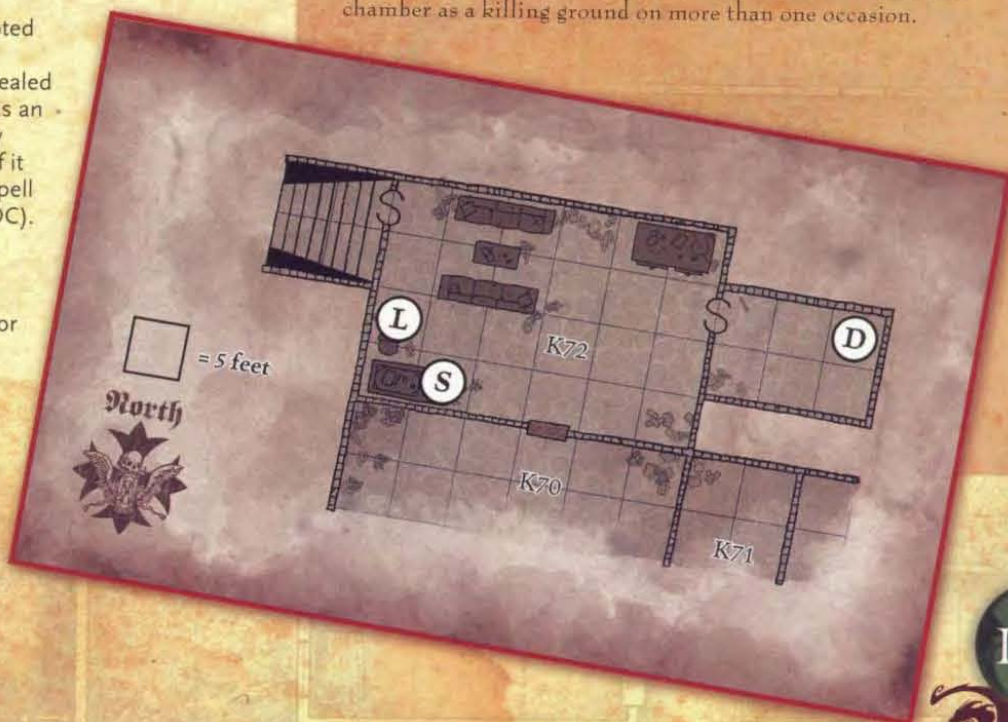 chamber as a killing ground on more than one occasion.
ealed
s an
f it
pell
OC).
or
S
L
S
K72
S
D
= 5 feet
North
K70
K71